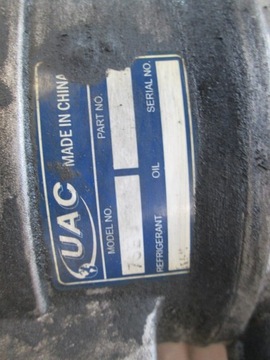 UAC
MADE IN CHINA
PART NO.
SERIAL NO.
MODEL NO.
OIL
REFRIGERANT